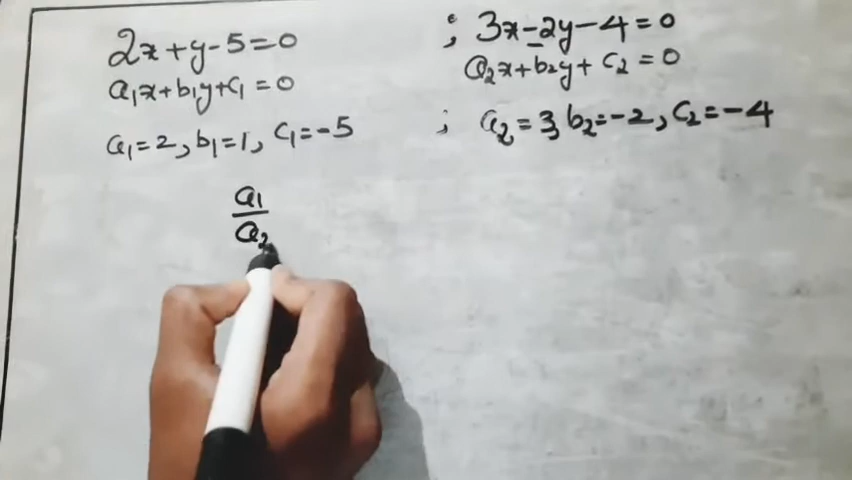 2x+y-5=0 ; 3x-2y-4=0
a₁x+b₁y+c₁=0 a₂x+b₂y+c₂=0
a₁=2, b₁=1, c₁=-5 ; a₂=3, b₂=-2, c₂=-4
a₁
a₂